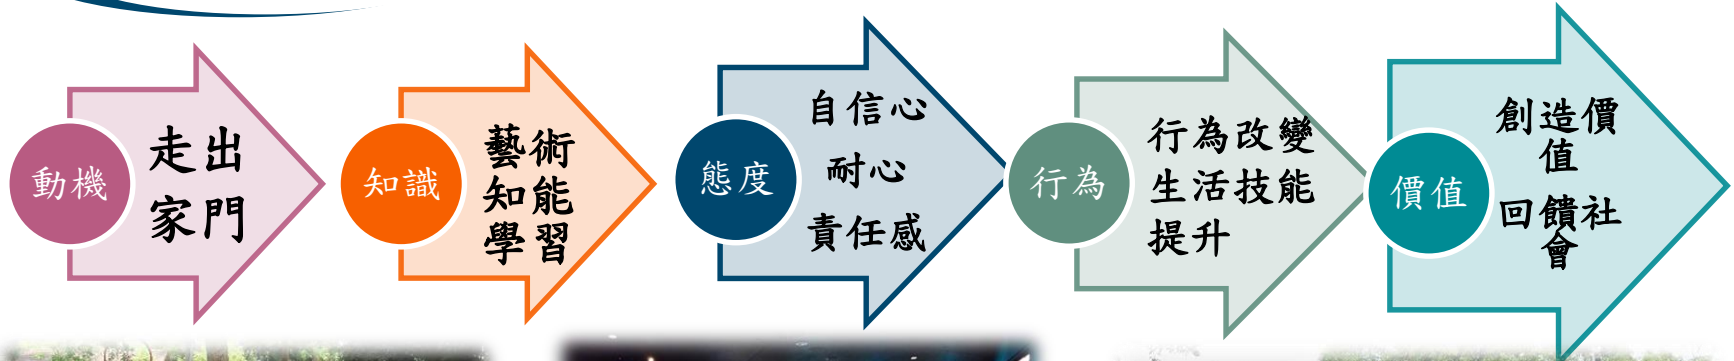 動機
走出
家門
知識
藝術
知能
學習
態度
自信心
耐心
責任感
行為
行為改變
生活技能
提升
價值
創造價
值
回饋社
會